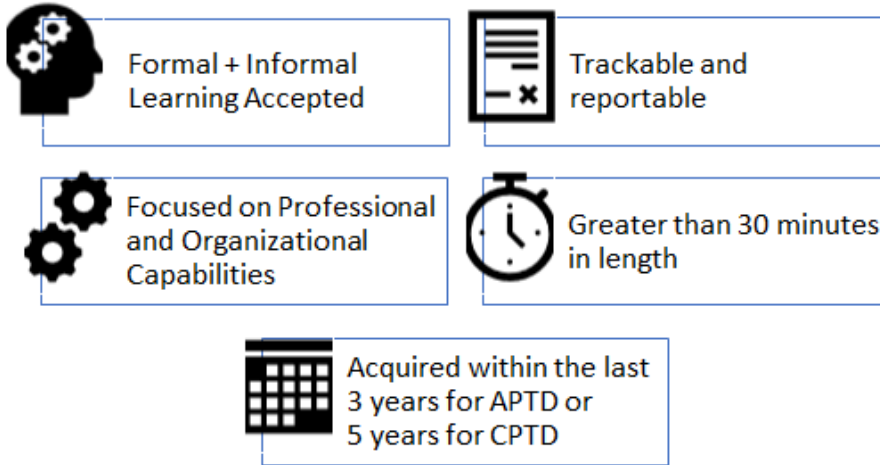 Formal + Informal
Learning Accepted
Trackable and
reportable
Focused on Professional
and Organizational
Capabilities
Greater than 30 minutes
in length
Acquired within the last
3 years for APTD or
5 years for CPTD